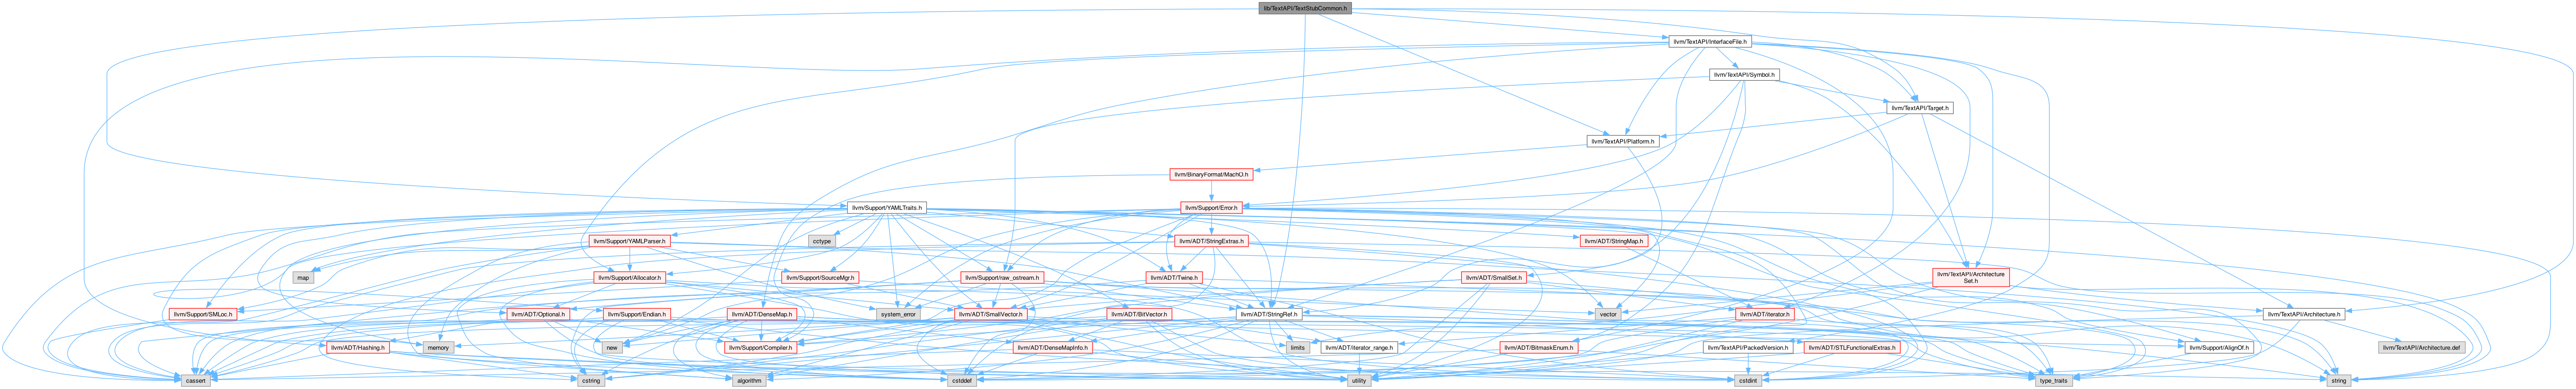 lib/TextAPI/TextStubCommon.h
llvm/TextAPI/InterfaceFile.h
llvm/TextAPI/Symbol.h
llvm/TextAPI/Target.h
llvm/TextAPI/Platform.h
llvm/BinaryFormat/MachO.h
llvm/Support/YAMLTraits.h
llvm/Support/Error.h
llvm/Support/YAMLParser.h
cctype
llvm/ADT/StringExtras.h
llvm/ADT/StringMap.h
map
llvm/Support/Allocator.h
llvm/Support/SourceMgr.h
llvm/Support/raw_ostream.h
llvm/ADT/Twine.h
llvm/ADT/SmallSet.h
llvm/TextAPI/Architecture
Set.h
llvm/Support/SMLoc.h
llvm/ADT/Optional.h
llvm/Support/Endian.h
llvm/ADT/DenseMap.h
system_error
llvm/ADT/SmallVector.h
llvm/ADT/BitVector.h
llvm/ADT/StringRef.h
vector
llvm/ADT/iterator.h
llvm/TextAPI/Architecture.h
llvm/ADT/Hashing.h
memory
new
llvm/Support/Compiler.h
llvm/ADT/DenseMapInfo.h
limits
llvm/ADT/iterator_range.h
llvm/ADT/BitmaskEnum.h
llvm/TextAPI/PackedVersion.h
llvm/ADT/STLFunctionalExtras.h
llvm/Support/AlignOf.h
llvm/TextAPI/Architecture.def
cassert
cstring
algorithm
cstddef
utility
cstdint
type_traits
string